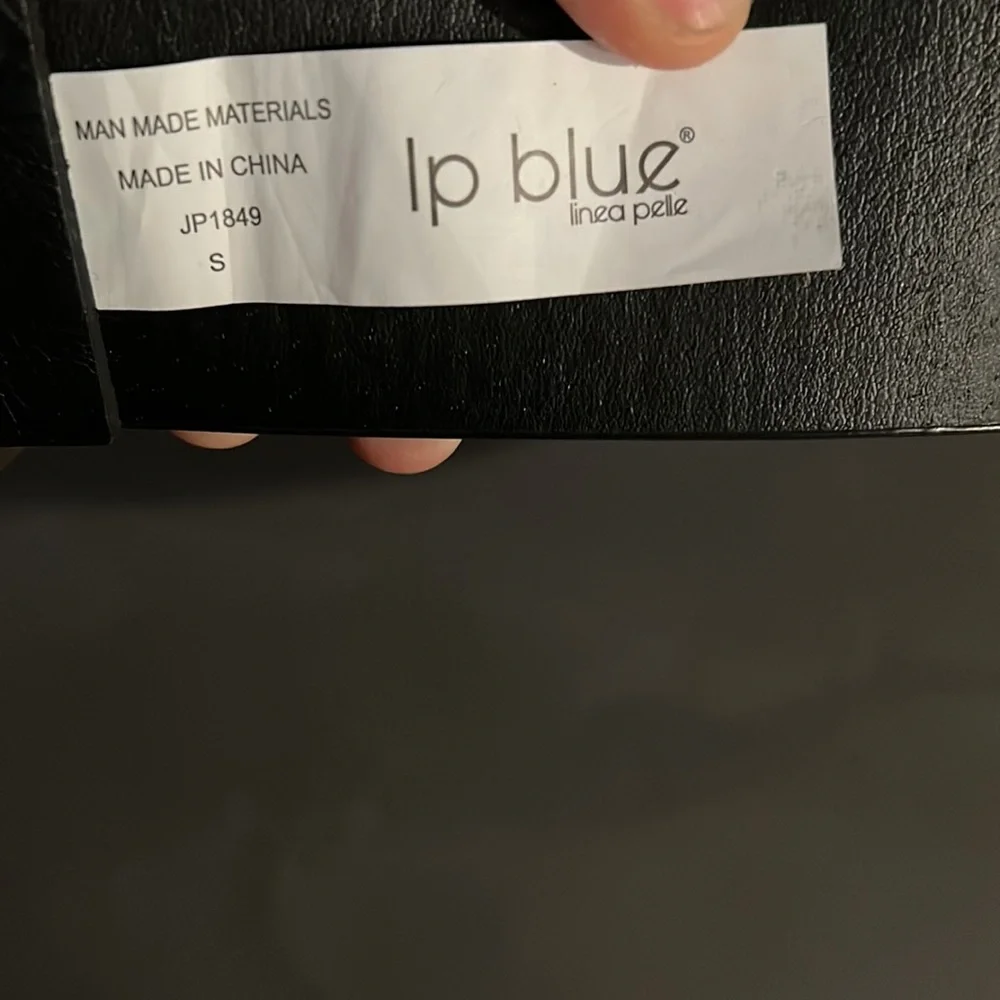 MAN MADE MATERIALS
MADE IN CHINA
JP1849
S
lp blue®
linea pelle